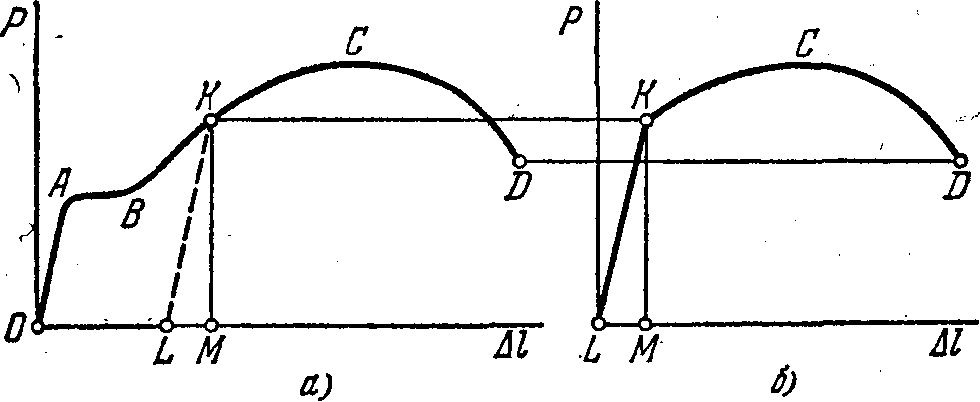 P C P C
K K
A
B D D
O L M Δl L M Δl
а) б)